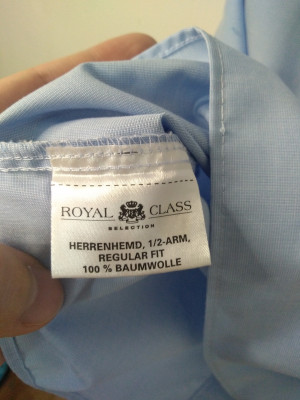 ROYAL CLASS
SELECTION
HERRENHEMD, 1/2-ARM,
REGULAR FIT
100 % BAUMWOLLE